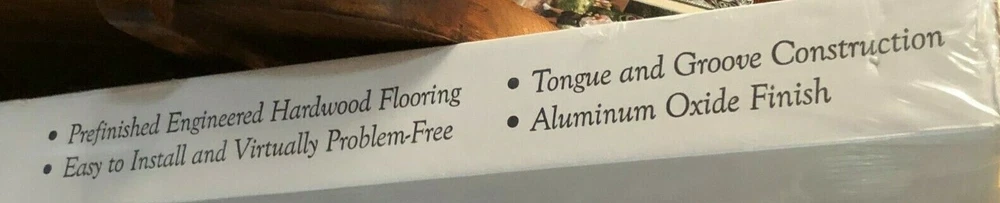 • Prefinished Engineered Hardwood Flooring
• Easy to Install and Virtually Problem-Free
• Tongue and Groove Construction
• Aluminum Oxide Finish